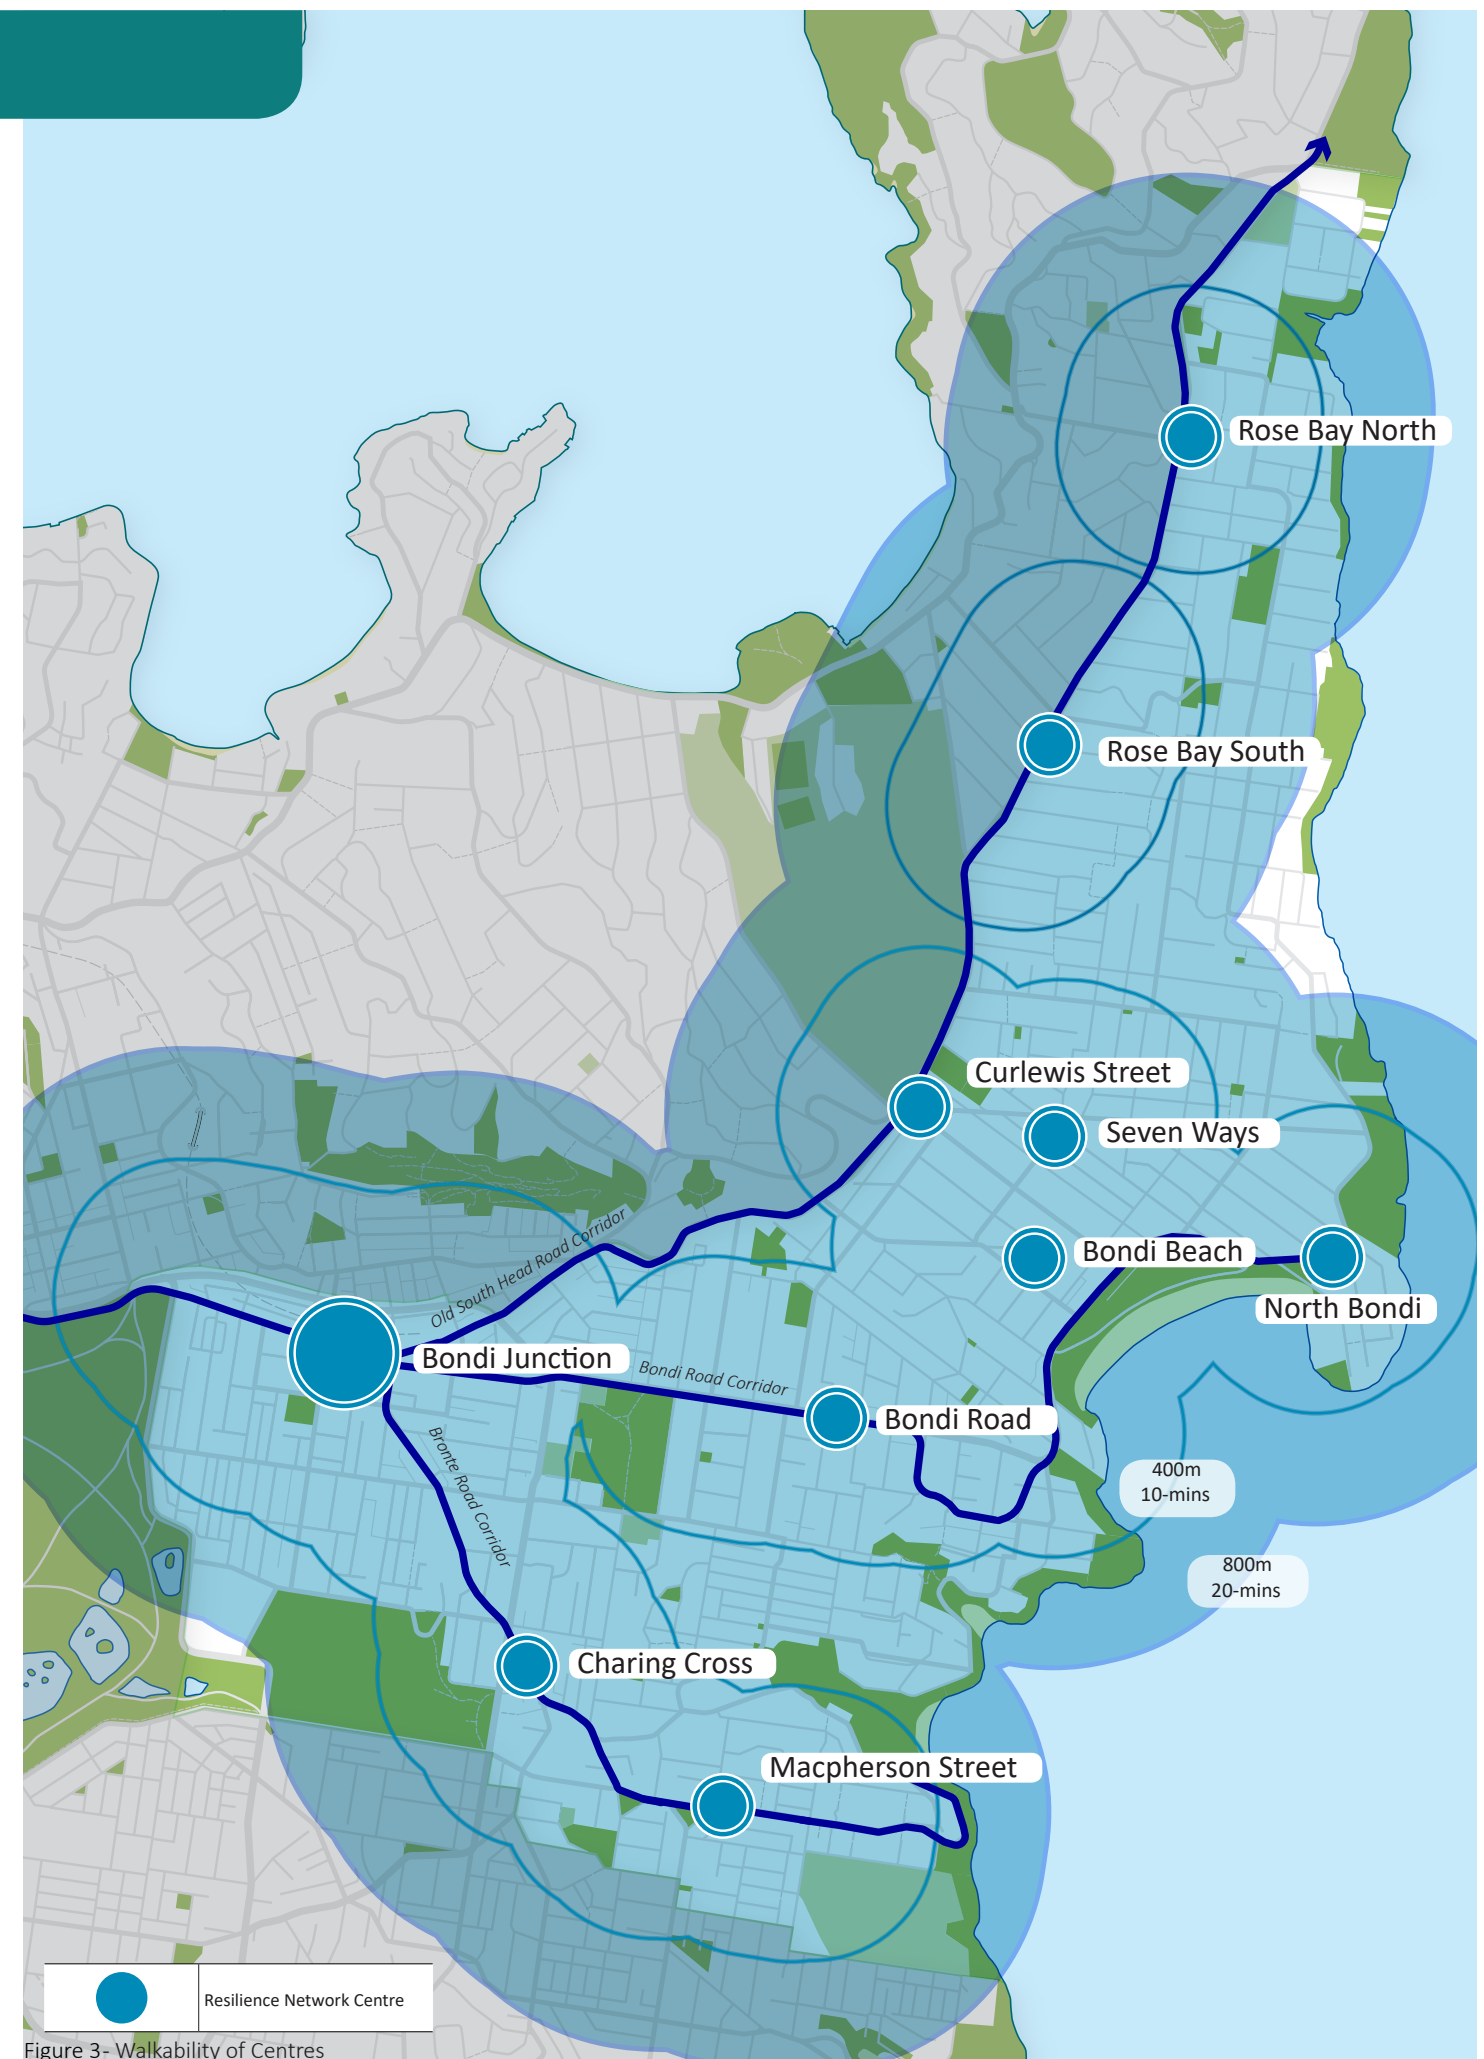 Rose Bay North
Rose Bay South
Curlewis Street
Seven Ways
Old South Head Road Corridor
Bondi Beach
North Bondi
Bondi Junction
Bondi Road Corridor
Bondi Road
Bronte Road Corridor
400m
10-mins
800m
20-mins
Charing Cross
Macpherson Street
Resilience Network Centre
Figure 3- Walkability of Centres